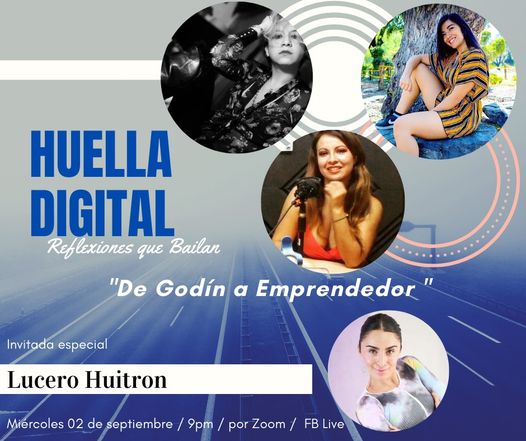 HUELLA
DIGITAL
Reflexiones que Bailan
"De Godín a Emprendedor "
Invitada especial
Lucero Huitron
Miércoles 02 de septiembre / 9pm / por Zoom / FB Live